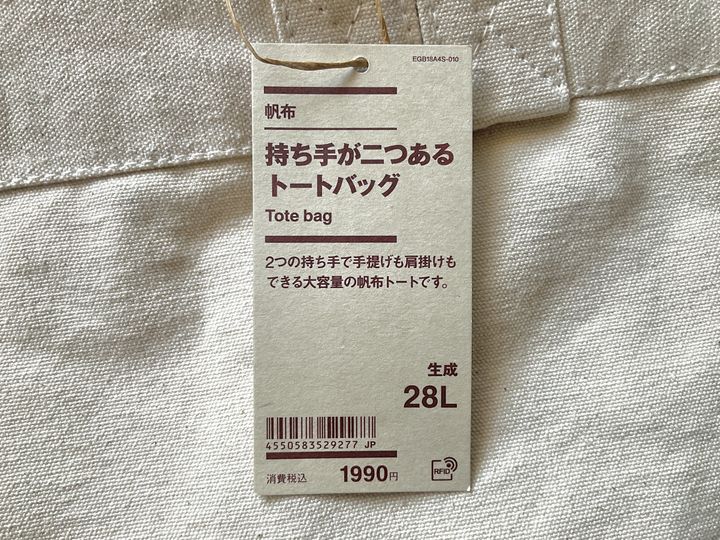 EGB18A4S-010
帆布
持ち手が二つある
トートバッグ
Tote bag
2つの持ち手で手提げも肩掛けも
できる大容量の帆布トートです。
生成
28L
4550583529277 JP
消費税込 1990円
RFID